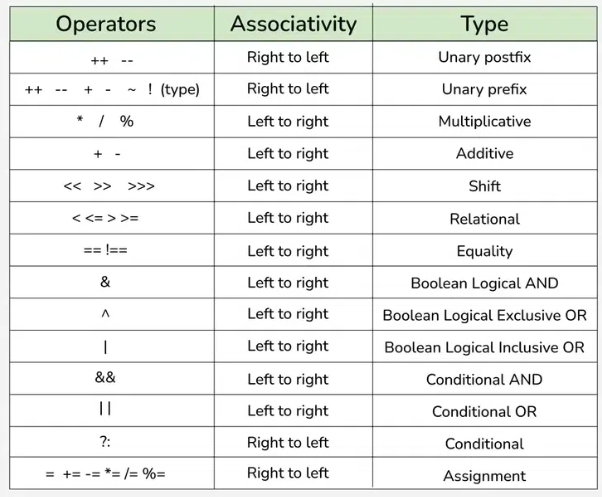 Operators Associativity Type
++ -- Right to left Unary postfix
++ -- + - ~ ! (type) Right to left Unary prefix
* / % Left to right Multiplicative
+ - Left to right Additive
<< >> >>> Left to right Shift
< <= > >= Left to right Relational
== !== Left to right Equality
& Left to right Boolean Logical AND
^ Left to right Boolean Logical Exclusive OR
| Left to right Boolean Logical Inclusive OR
&& Left to right Conditional AND
|| Left to right Conditional OR
?: Right to left Conditional
= += -= *= /= %= Right to left Assignment